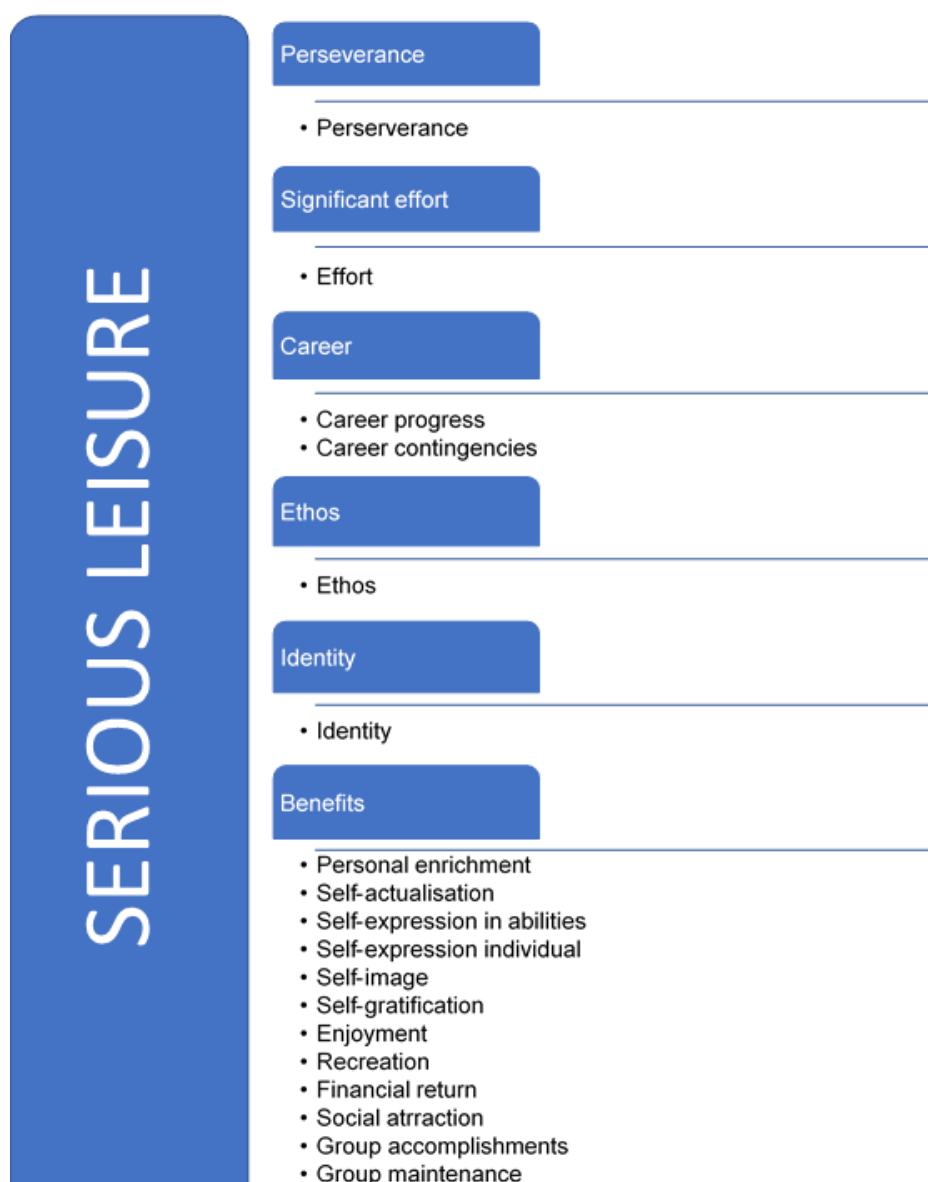 SERIOUS LEISURE
Perseverance
• Perserverance
Significant effort
• Effort
Career
• Career progress
• Career contingencies
Ethos
• Ethos
Identity
• Identity
Benefits
• Personal enrichment
• Self-actualisation
• Self-expression in abilities
• Self-expression individual
• Self-image
• Self-gratification
• Enjoyment
• Recreation
• Financial return
• Social atrraction
• Group accomplishments
• Group maintenance